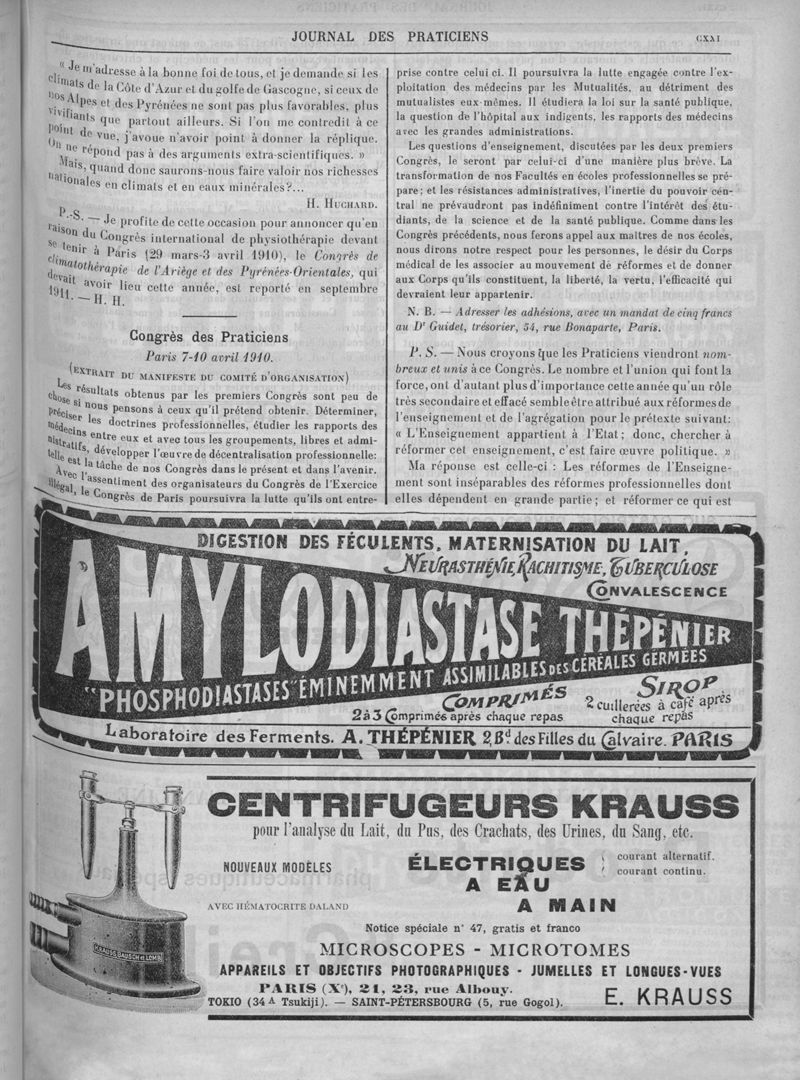 JOURNAL DES PRATICIENS
CXXI
« Je m'adresse à la bonne foi de tous, et je demande si les
climats de la Côte d'Azur et du golfe de Gascogne, si ceux de
nos Alpes et des Pyrénées ne sont pas plus favorables, plus
vivifiants que partout ailleurs. Si l'on me contredit à ce
point de vue, j'avoue n'avoir point à donner la réplique.
On ne répond pas à des arguments extra-scientifiques. »
Mais, quand donc saurons-nous faire valoir nos richesses
nationales en climats et en eaux minérales ?...
H. HUCHARD.
P.-S. — Je profite de cette occasion pour annoncer qu'en
raison du Congrès international de physiothérapie devant
se tenir à Paris (29 mars-3 avril 1910), le Congrès de
climatothérapie de l'Ariège et des Pyrénées-Orientales, qui
devait avoir lieu cette année, est reporté en septembre
1911. — H. H.
Congrès des Praticiens
Paris 7-10 avril 1910.
(EXTRAIT DU MANIFESTE DU COMITÉ D'ORGANISATION)
Les résultats obtenus par les premiers Congrès sont peu de
chose si nous pensons à ceux qu'il prétend obtenir. Déterminer,
préciser les doctrines professionnelles, étudier les rapports des
médecins entre eux et avec tous les groupements, libres et admi-
nistratifs, développer l'œuvre de décentralisation professionnelle:
telle est la tâche de nos Congrès dans le présent et dans l'avenir.
Avec l'assentiment des organisateurs du Congrès de l'Exercice
illégal, le Congrès de Paris poursuivra la lutte qu'ils ont entre-
prise contre celui ci. Il poursuivra la lutte engagée contre l'ex-
ploitation des médecins par les Mutualités, au détriment des
mutualistes eux-mêmes. Il étudiera la loi sur la santé publique,
la question de l'hôpital aux indigents, les rapports des médecins
avec les grandes administrations.
Les questions d'enseignement, discutées par les deux premiers
Congrès, le seront par celui-ci d'une manière plus brève. La
transformation de nos Facultés en écoles professionnelles se pré-
pare ; et les résistances administratives, l'inertie du pouvoir cen-
tral ne prévaudront pas indéfiniment contre l'intérêt des étu-
diants, de la science et de la santé publique. Comme dans les
Congrès précédents, nous ferons appel aux maîtres de nos écoles,
nous dirons notre respect pour les personnes, le désir du Corps
médical de les associer au mouvement de réformes et de donner
aux Corps qu'ils constituent, la liberté, la vertu, l'efficacité qui
devraient leur appartenir.
N. B. — Adresser les adhésions, avec un mandat de cinq francs
au Dr Guidet, trésorier, 54, rue Bonaparte, Paris.
P. S. — Nous croyons que les Praticiens viendront nom-
breux et unis à ce Congrès. Le nombre et l'union qui font la
force, ont d'autant plus d'importance cette année qu'un rôle
très secondaire et effacé semble être attribué aux réformes de
l'enseignement et de l'agrégation pour le prétexte suivant:
« L'Enseignement appartient à l'Etat ; donc, chercher à
réformer cet enseignement, c'est faire œuvre politique. »
Ma réponse est celle-ci : Les réformes de l'Enseigne-
ment sont inséparables des réformes professionnelles dont
elles dépendent en grande partie ; et réformer ce qui est
DIGESTION DES FÉCULENTS, MATERNISATION DU LAIT,
NEURASTHÉNIE, RACHITISME, TUBERCULOSE
CONVALESCENCE
AMYLODIASTASE THÉPÉNIER
"PHOSPHODIASTASES" ÉMINEMMENT ASSIMILABLES DES CÉRÉALES GERMÉES
COMPRIMÉS
2 à 3 Comprimés après chaque repas
SIROP
2 cuillerées à café après
chaque repas
Laboratoire des Ferments. A. THÉPÉNIER 2, Bd des Filles du Calvaire. PARIS
CENTRIFUGEURS KRAUSS
pour l'analyse du Lait, du Pus, des Crachats, des Urines, du Sang, etc.
NOUVEAUX MODÈLES
ÉLECTRIQUES
courant alternatif.
courant continu.
A EAU
AVEC HÉMATOCRITE DALAND
A MAIN
Notice spéciale n° 47, gratis et franco
MICROSCOPES - MICROTOMES
APPAREILS ET OBJECTIFS PHOTOGRAPHIQUES - JUMELLES ET LONGUES-VUES
PARIS (Xe), 21, 23, rue Albouy.
TOKIO (34 A Tsukiji). — SAINT-PÉTERSBOURG (5, rue Gogol).
E. KRAUSS
KRAUSS, BAUSCH et LOMB